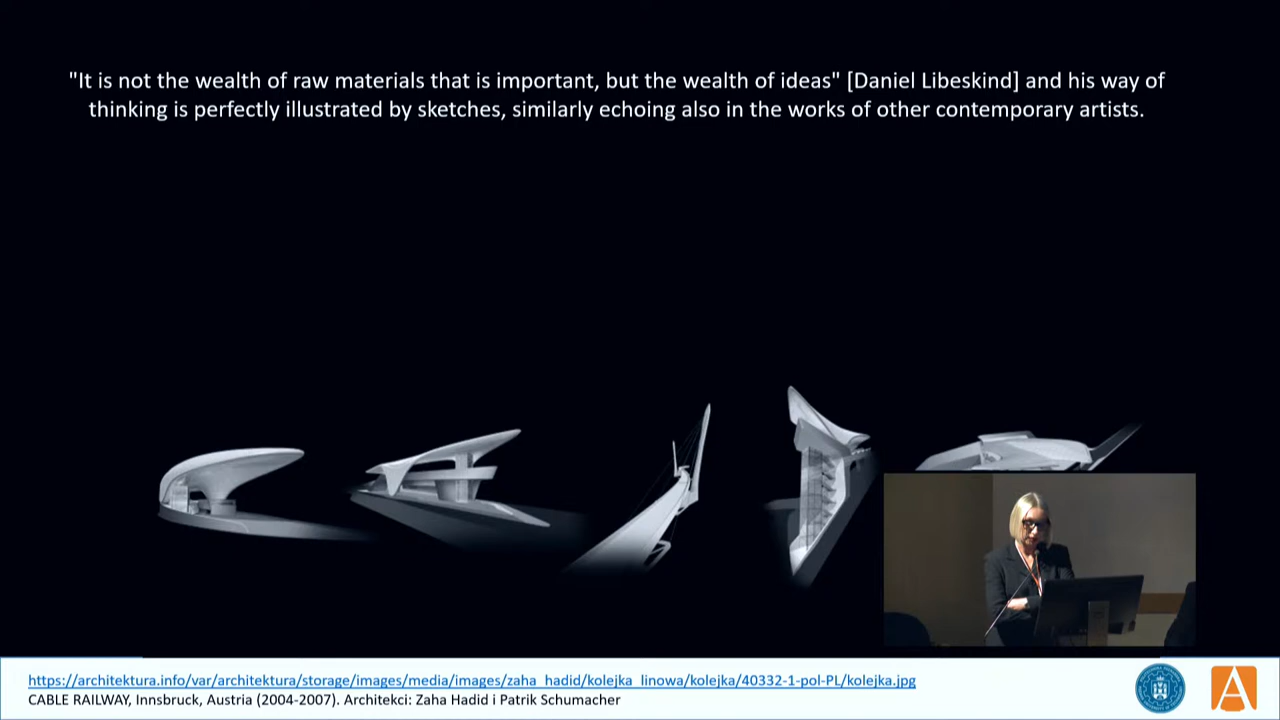 "It is not the wealth of raw materials that is important, but the wealth of ideas" [Daniel Libeskind] and his way of
thinking is perfectly illustrated by sketches, similarly echoing also in the works of other contemporary artists.
https://architektura.info/var/architektura/storage/images/media/images/zaha_hadid/kolejka_linowa/kolejka/40332-1-pol-PL/kolejka.jpg
CABLE RAILWAY, Innsbruck, Austria (2004-2007). Architekci: Zaha Hadid i Patrik Schumacher